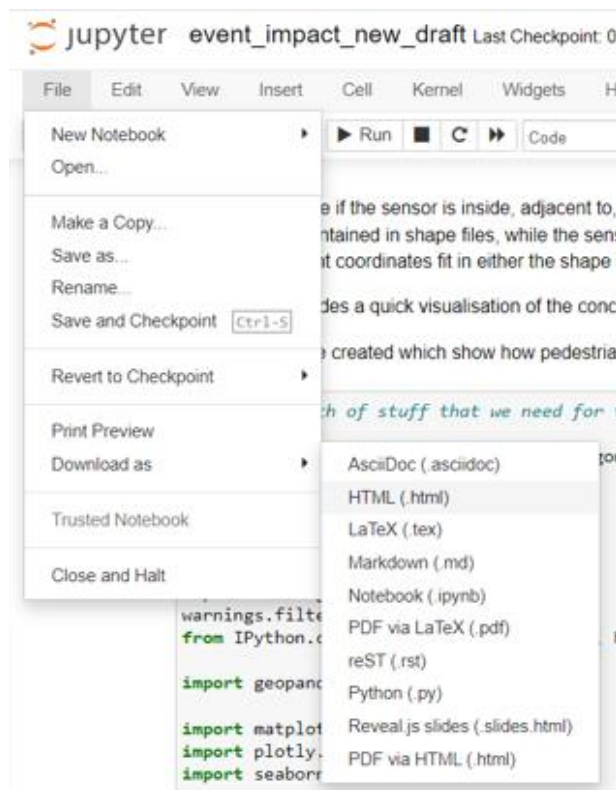 jupyter event_impact_new_draft Last Checkpoint: 0
File Edit View Insert Cell Kernel Widgets H
New Notebook
Run Code
Open...
e if the sensor is inside, adjacent to,
Make a Copy...
ntained in shape files, while the sens
Save as...
nt coordinates fit in either the shape
Rename...
des a quick visualisation of the conc
Save and Checkpoint Ctrl-S
created which show how pedestria
Revert to Checkpoint
ch of stuff that we need for
Print Preview
Download as
AsciiDoc (.asciidoc)
HTML (.html)
LaTeX (.tex)
Markdown (.md)
Notebook (.ipynb)
PDF via LaTeX (.pdf)
reST (.rst)
Python (.py)
Reveal.js slides (.slides.html)
PDF via HTML (.html)
Trusted Notebook
Close and Halt
warnings.filte
from IPython.
import geopand
import matplot
import plotly.
import seaborn